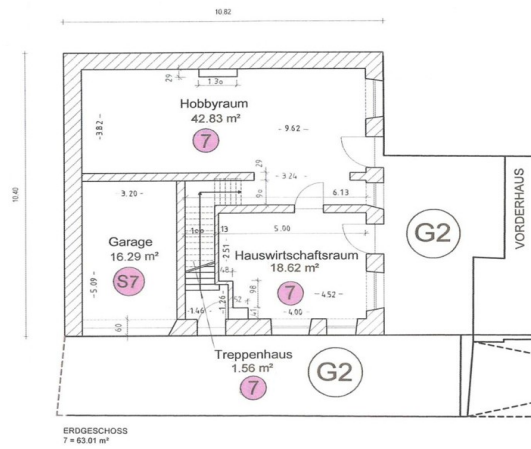 10.82
29
1.30
Hobbyraum
42.83 m²
7
3.82
9.62
29
3.24
90
3.20
6.13
10.40
100
13
5.00
Garage
16.29 m²
S7
2.51
Hauswirtschaftsraum
18.62 m²
7
G2
VORDERHAUS
48
5.09
98
4.52
62
1.26
1.46
47
4.00
60
Treppenhaus
1.56 m²
7
G2
ERDGESCHOSS
7 = 63.01 m²